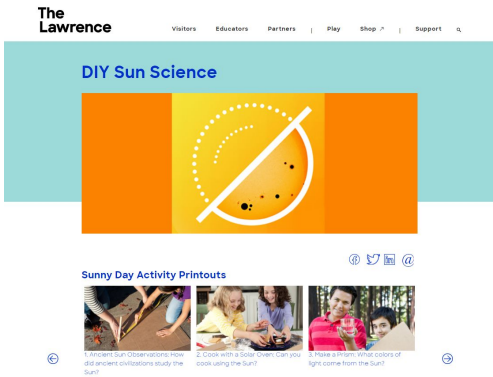 The
Lawrence
Visitors Educators Partners | Play Shop ↗ | Support
DIY Sun Science
Sunny Day Activity Printouts
1. Ancient Sun Observations: How
did ancient civilizations study the
Sun?
2. Cook with a Solar Oven: Can you
cook using the Sun?
3. Make a Prism: What colors of
light come from the Sun?